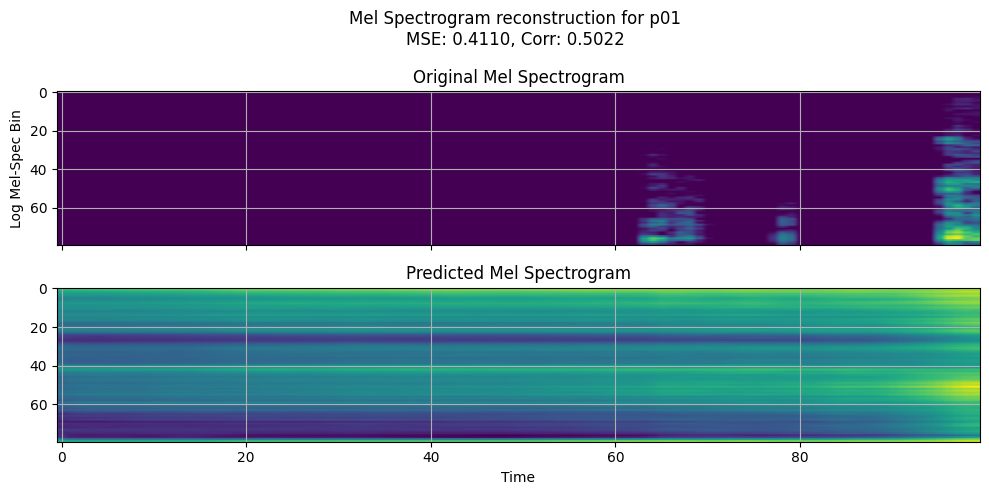 Mel Spectrogram reconstruction for p01
MSE: 0.4110, Corr: 0.5022
Original Mel Spectrogram
Log Mel-Spec Bin
0
20
40
60
Predicted Mel Spectrogram
0
20
40
60
0 20 40 60 80
Time